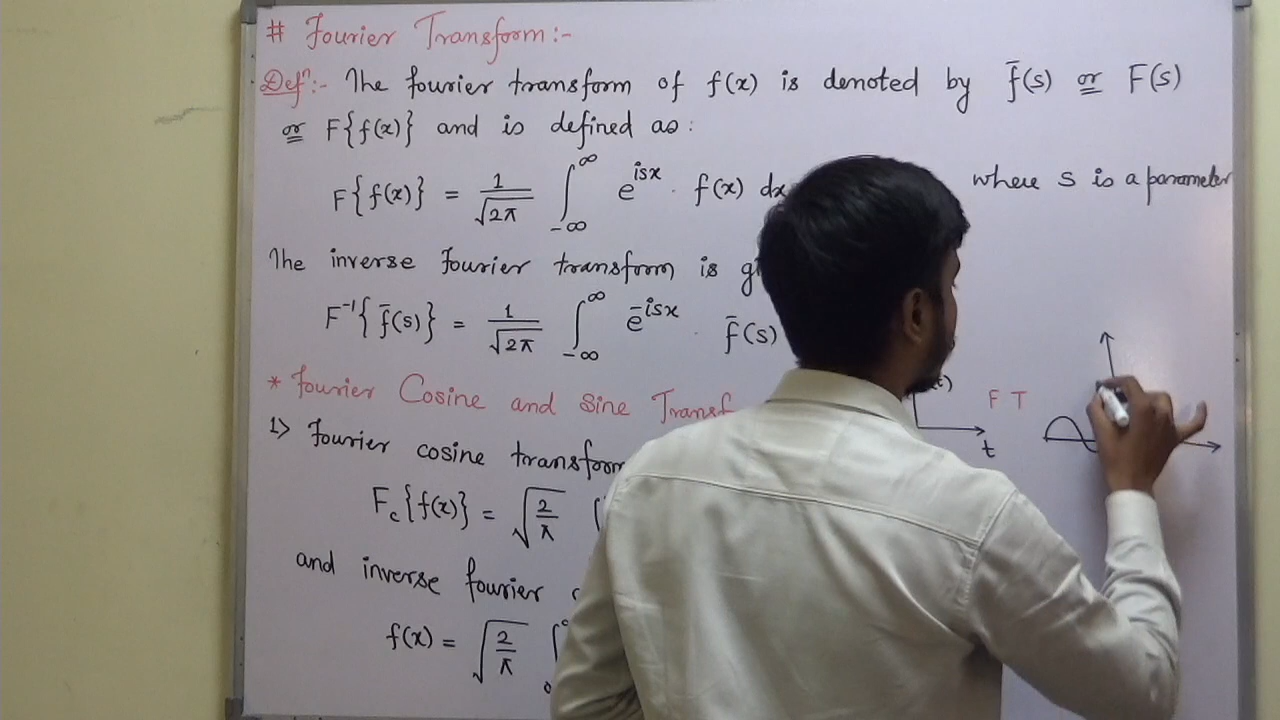 # Fourier Transform:-
Defⁿ:- The fourier transform of f(x) is denoted by f̄(s) or F(s)
or F{f(x)} and is defined as:
F{f(x)} = 1/√2π ∫_{-∞}^{∞} e^{isx} . f(x) dx where s is a parameter
The inverse Fourier transform is
F⁻¹{f̄(s)} = 1/√2π ∫_{-∞}^{∞} e^{-isx} . f̄(s)
* Fourier Cosine and Sine
1> Fourier cosine transform
F_c{f(x)} = √(2/π) ∫
and inverse fourier
f(x) = √(2/π) ∫_0
t
F T